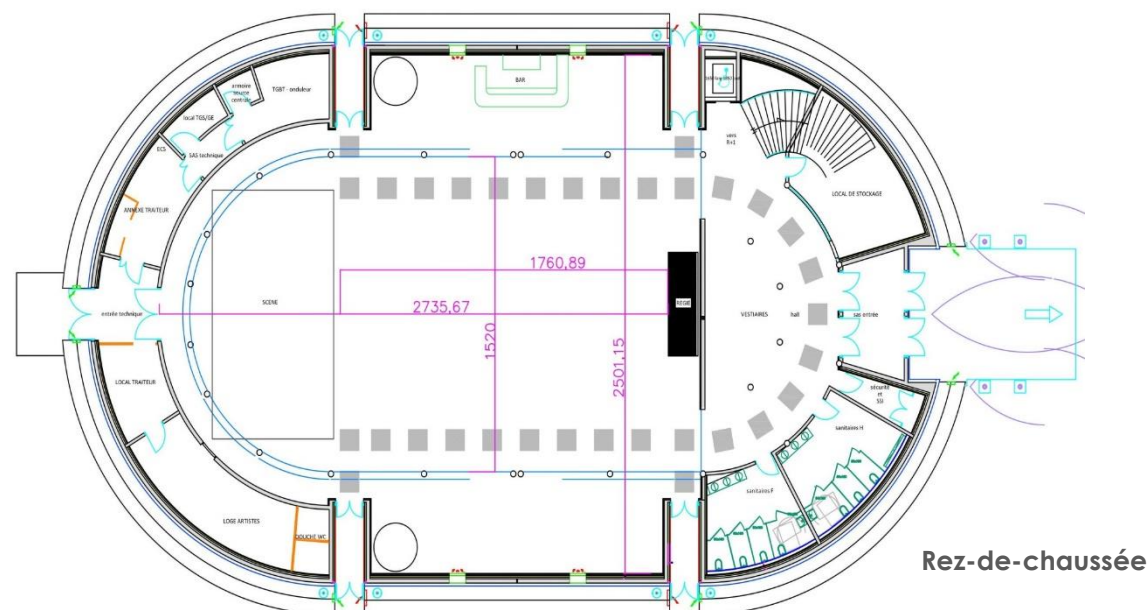 BAR
TGBT - onduleur
armoire
source
centrale
local TGS/GE
SAS technique
ECS
ANNEXE TRAITEUR
vers
R+1
LOCAL DE STOCKAGE
1760,89
2735,67
1520
2501,15
SCENE
REGIE
VESTIAIRES
hall
sas entrée
entrée technique
LOCAL TRAITEUR
sécurité
et
SSI
sanitaires H
sanitaires F
LOGE ARTISTES
DOUCHE WC
Rez-de-chaussée